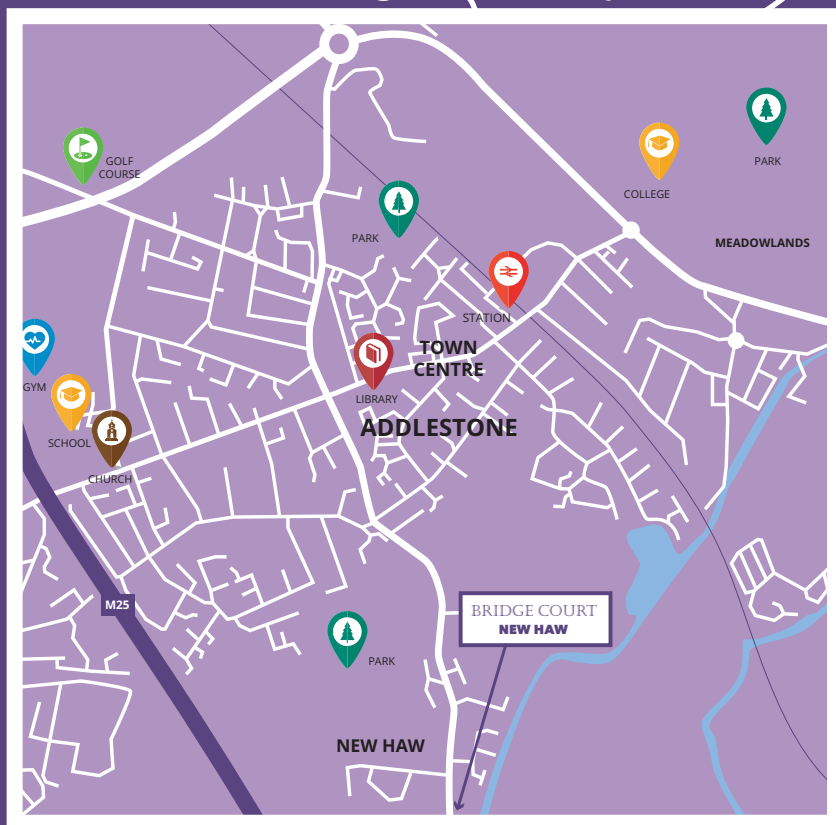 GOLF
COURSE
COLLEGE
PARK
PARK
MEADOWLANDS
STATION
TOWN
CENTRE
GYM
LIBRARY
ADDLESTONE
SCHOOL
CHURCH
M25
BRIDGE COURT
NEW HAW
PARK
NEW HAW